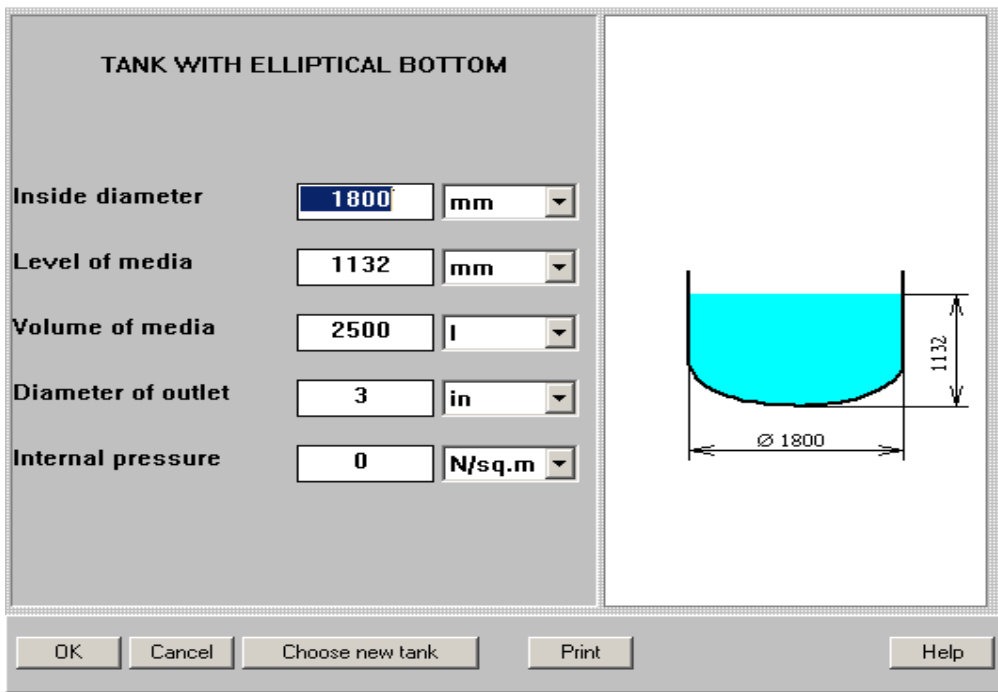 TANK WITH ELLIPTICAL BOTTOM
Inside diameter 1800 mm
Level of media 1132 mm
Volume of media 2500 l
Diameter of outlet 3 in
Internal pressure 0 N/sq.m
1132
Ø 1800
OK Cancel Choose new tank Print Help